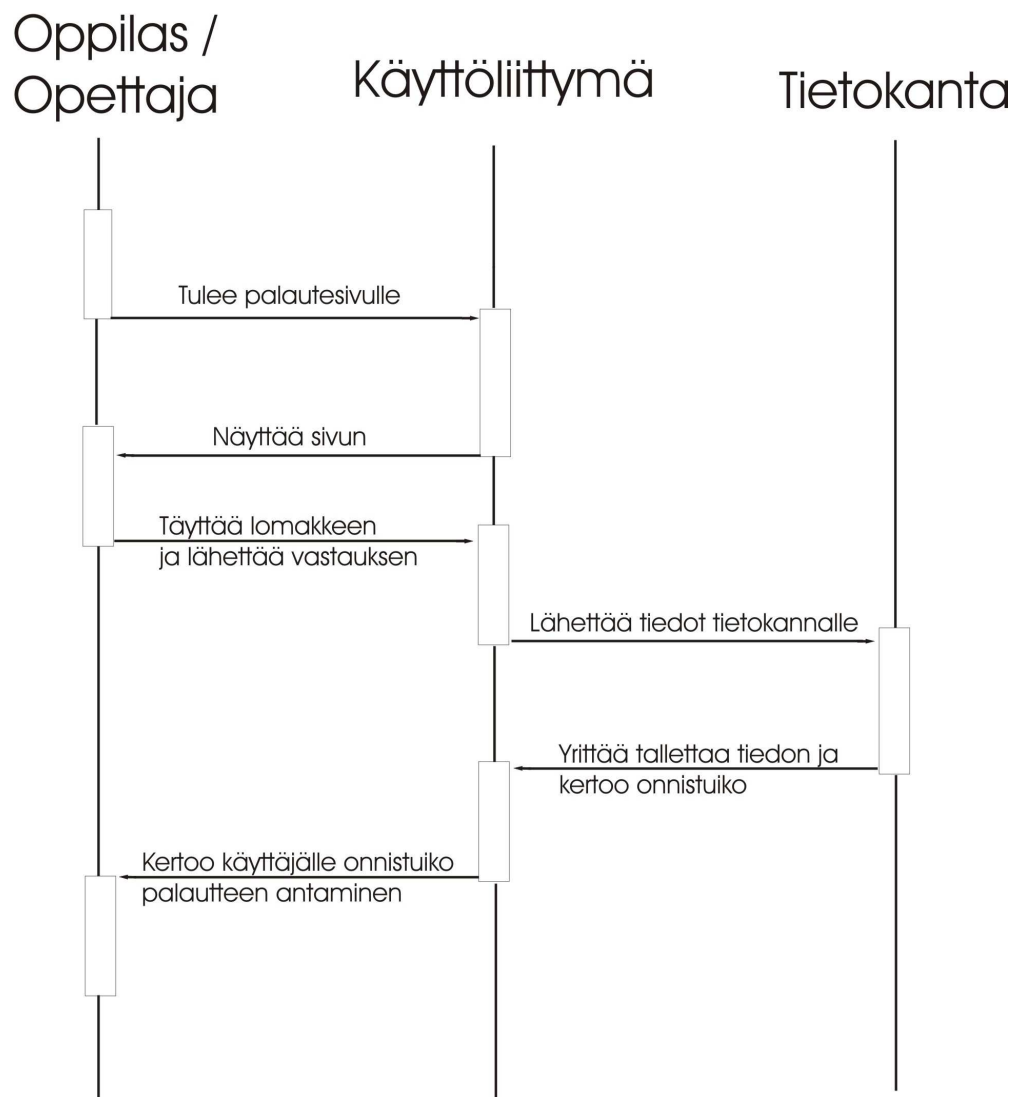 Oppilas /
Opettaja
Käyttöliittymä
Tietokanta
Tulee palautesivulle
Näyttää sivun
Täyttää lomakkeen
ja lähettää vastauksen
Lähettää tiedot tietokannalle
Yrittää tallettaa tiedon ja
kertoo onnistuiko
Kertoo käyttäjälle onnistuiko
palautteen antaminen